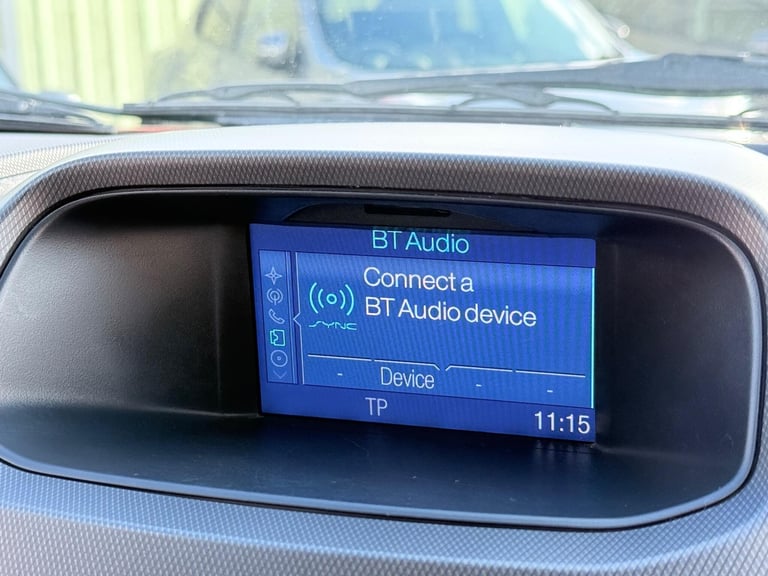 BT Audio
Connect a
BT Audio device
SYNC
- Device - -
TP
11:15